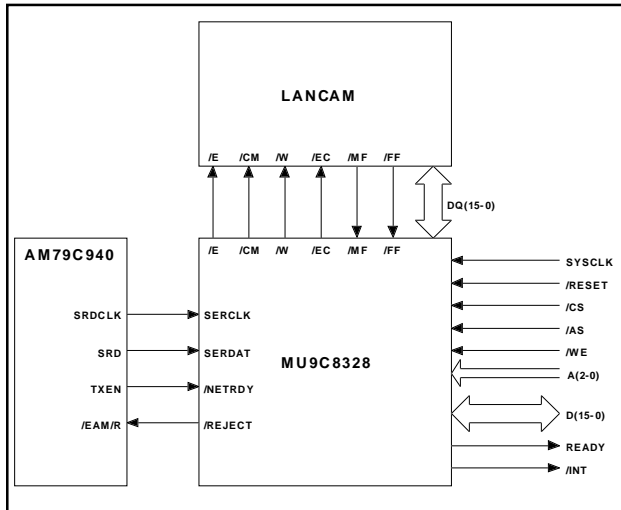 LANCAM
/E /CM /W /EC /MF /FF
DQ(15-0)
/E /CM /W /EC /MF /FF
AM79C940
SYSCLK
/RESET
SRDCLK SERCLK /CS
SRD SERDAT /AS
MU9C8328 /WE
TXEN /NETRDY A(2-0)
/EAM/R /REJECT D(15-0)
READY
/INT